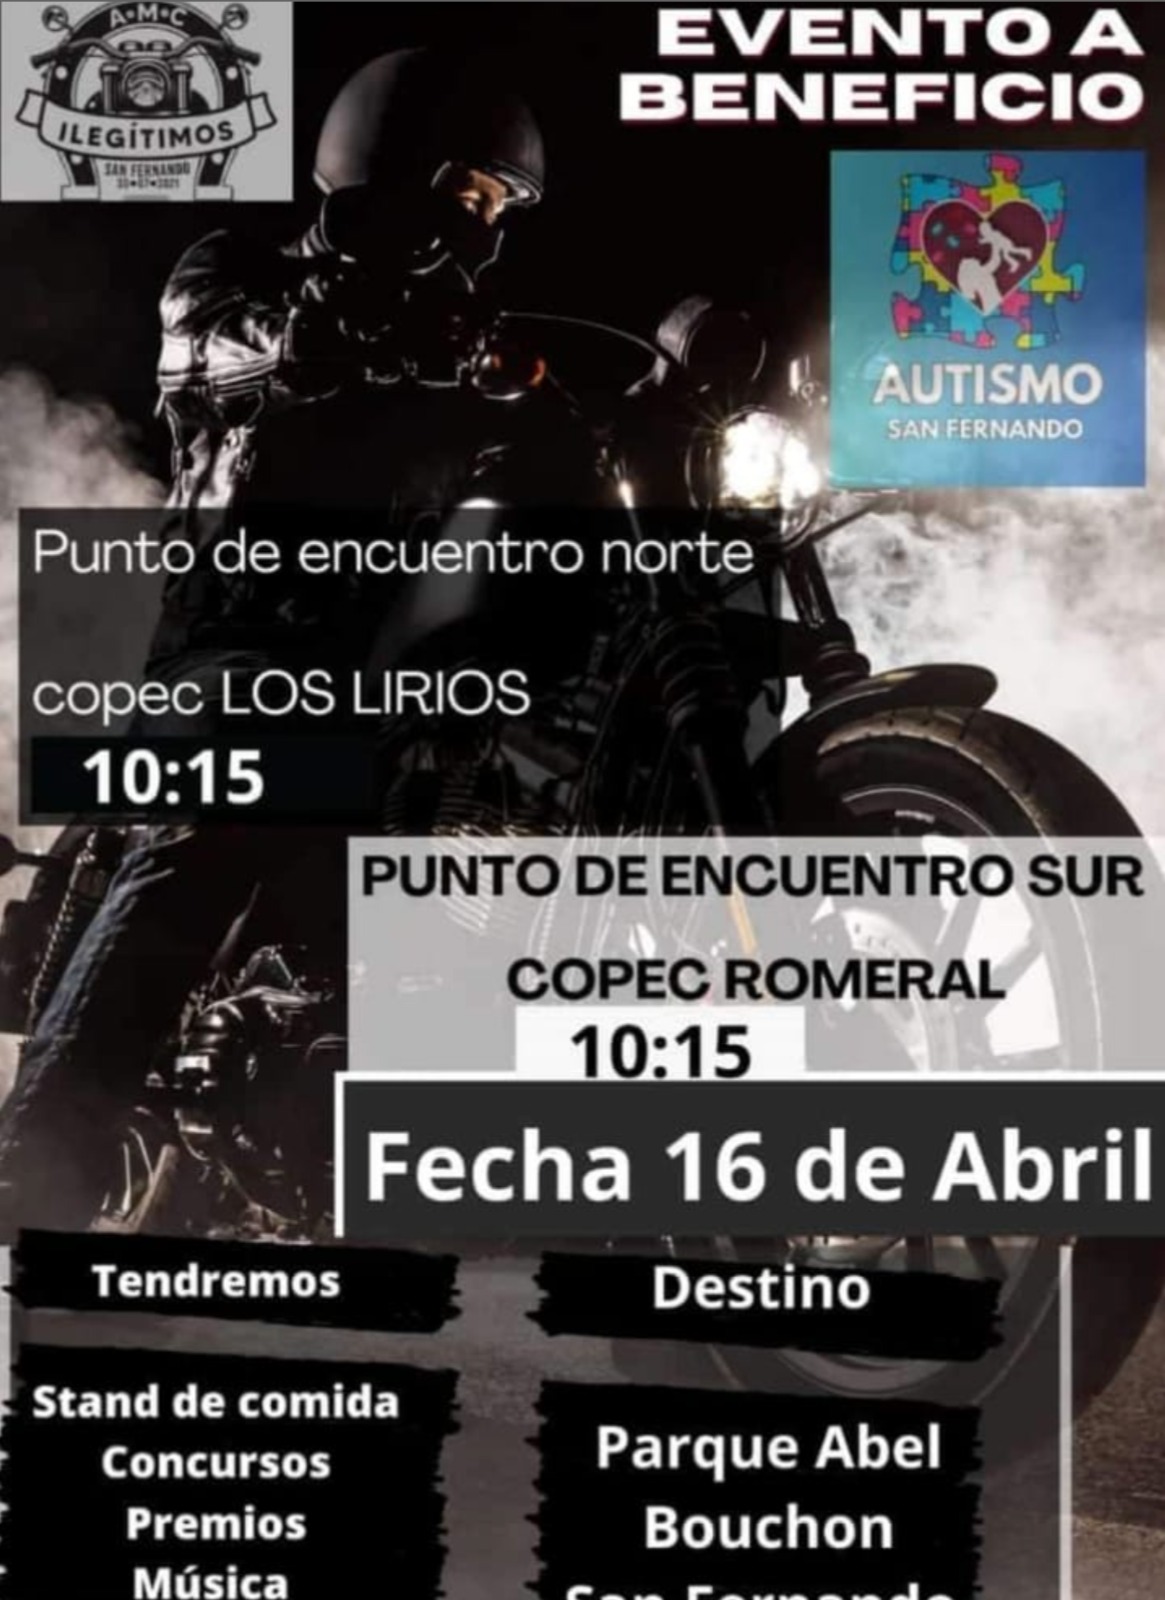 A•M•C
ILEGÍTIMOS
SAN FERNANDO
EVENTO A
BENEFICIO
AUTISMO
SAN FERNANDO
Punto de encuentro norte
copec LOS LIRIOS
10:15
PUNTO DE ENCUENTRO SUR
COPEC ROMERAL
10:15
Fecha 16 de Abril
Tendremos
Stand de comida
Concursos
Premios
Música
Destino
Parque Abel
Bouchon
San Fernando